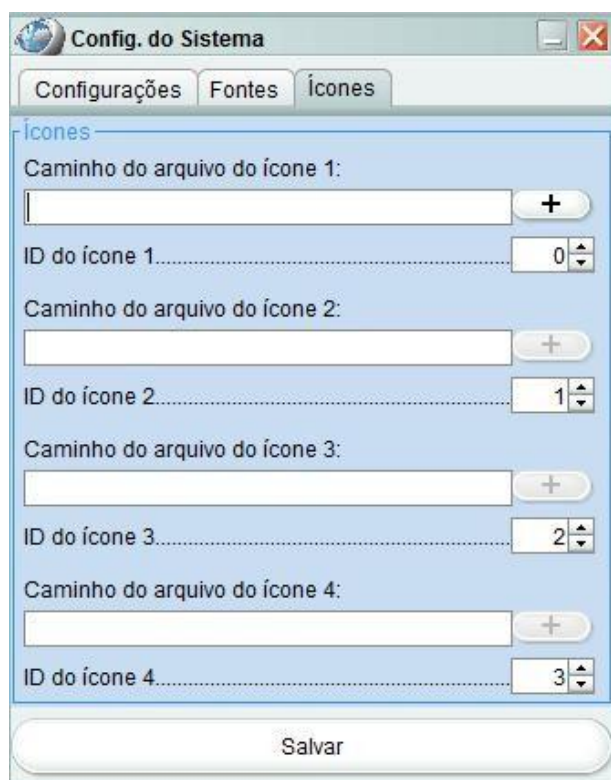 Config. do Sistema
Configurações Fontes Ícones
Ícones
Caminho do arquivo do ícone 1:
+
ID do ícone 1 0
Caminho do arquivo do ícone 2:
+
ID do ícone 2 1
Caminho do arquivo do ícone 3:
+
ID do ícone 3 2
Caminho do arquivo do ícone 4:
+
ID do ícone 4 3
Salvar